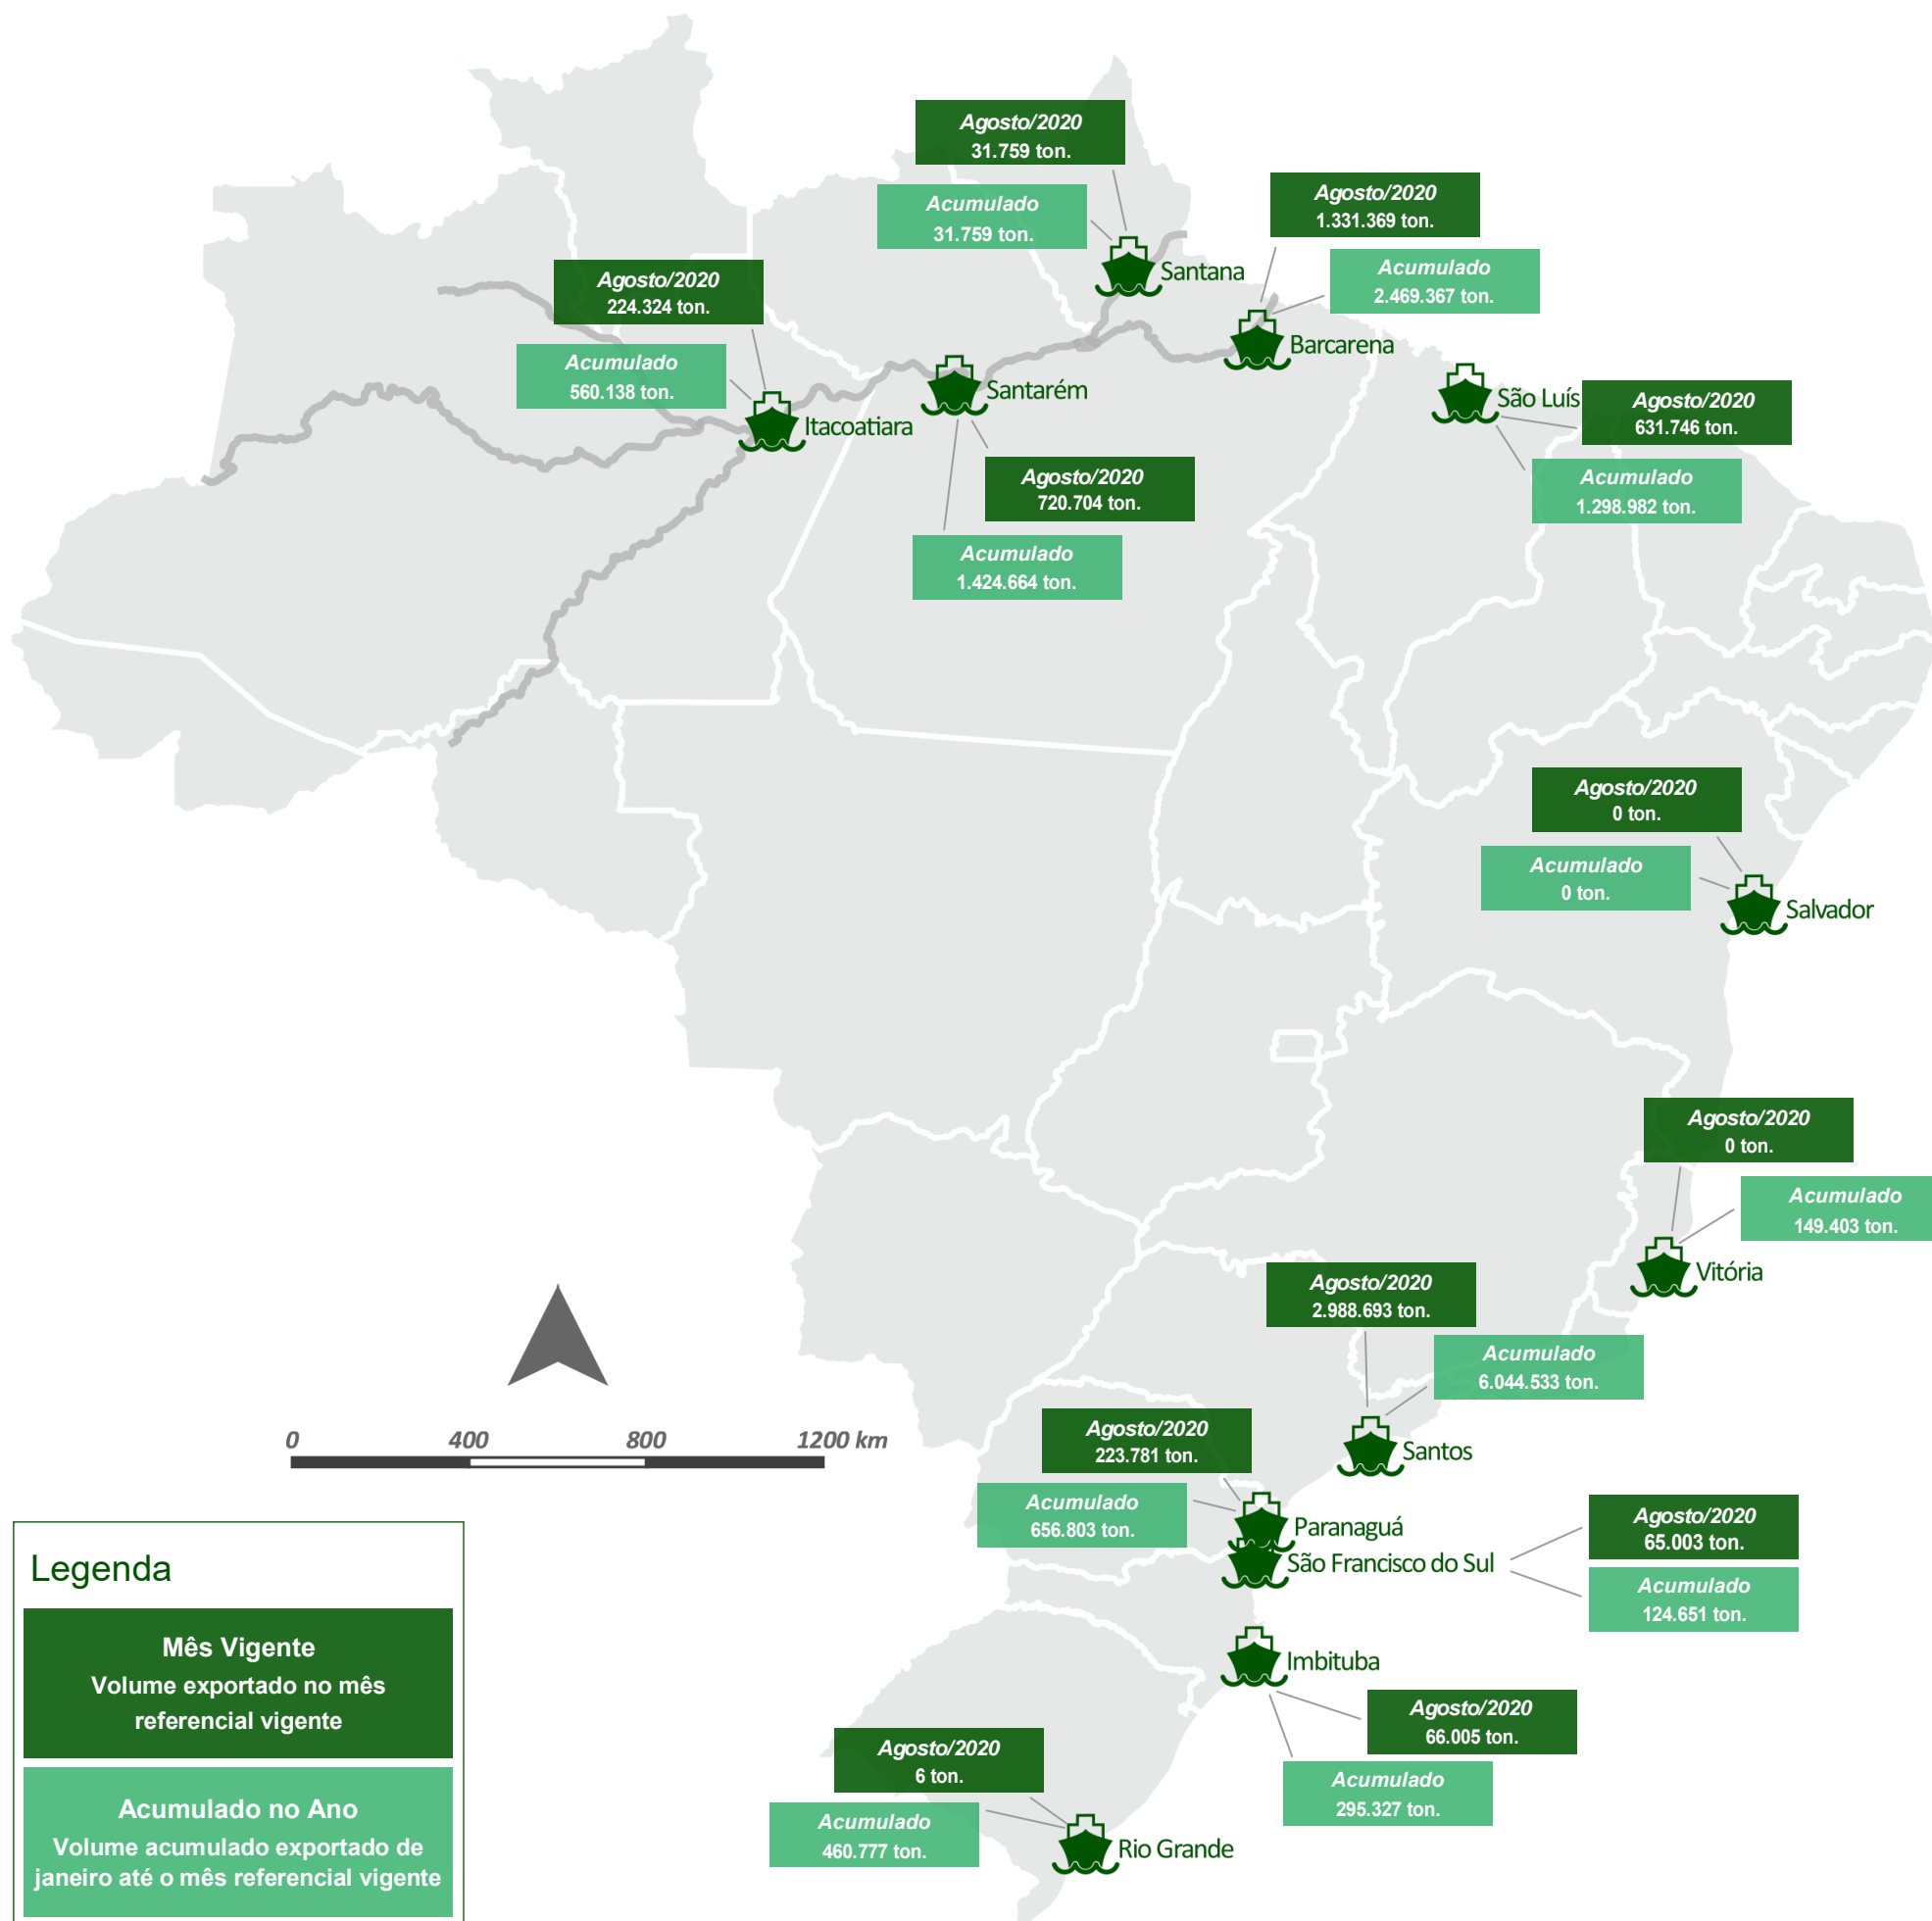 Agosto/2020
31.759 ton.
Acumulado
31.759 ton.
Santana
Agosto/2020
1.331.369 ton.
Acumulado
2.469.367 ton.
Barcarena
Agosto/2020
224.324 ton.
Acumulado
560.138 ton.
Itacoatiara
Santarém
Agosto/2020
720.704 ton.
Acumulado
1.424.664 ton.
São Luís
Agosto/2020
631.746 ton.
Acumulado
1.298.982 ton.
Agosto/2020
0 ton.
Acumulado
0 ton.
Salvador
Agosto/2020
0 ton.
Acumulado
149.403 ton.
Vitória
Agosto/2020
2.988.693 ton.
Acumulado
6.044.533 ton.
Santos
Agosto/2020
223.781 ton.
Acumulado
656.803 ton.
Paranaguá
São Francisco do Sul
Agosto/2020
65.003 ton.
Acumulado
124.651 ton.
Imbituba
Agosto/2020
66.005 ton.
Acumulado
295.327 ton.
Agosto/2020
6 ton.
Acumulado
460.777 ton.
Rio Grande
0 400 800 1200 km
Legenda
Mês Vigente
Volume exportado no mês
referencial vigente
Acumulado no Ano
Volume acumulado exportado de
janeiro até o mês referencial vigente